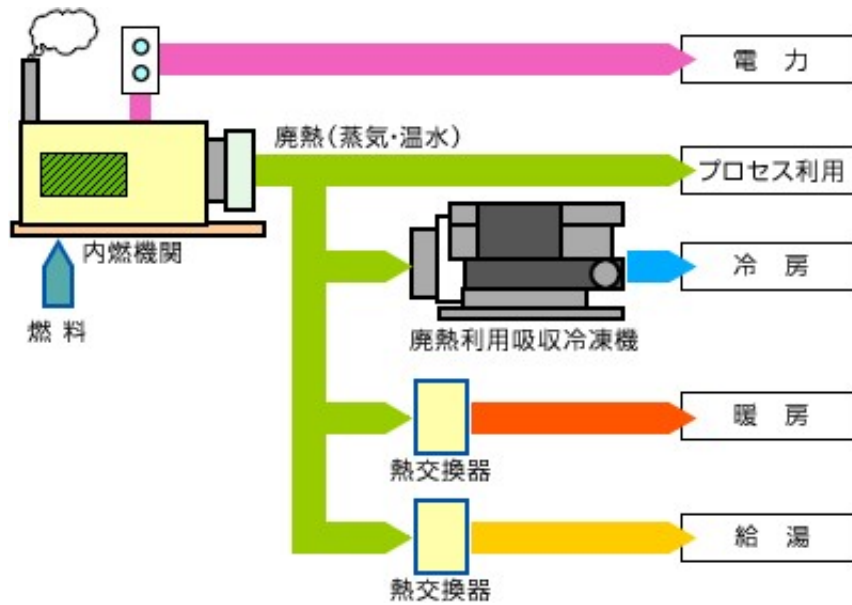 電 力
廃熱(蒸気・温水)
プロセス利用
内燃機関
冷 房
燃 料
廃熱利用吸収冷凍機
暖 房
熱交換器
給 湯
熱交換器